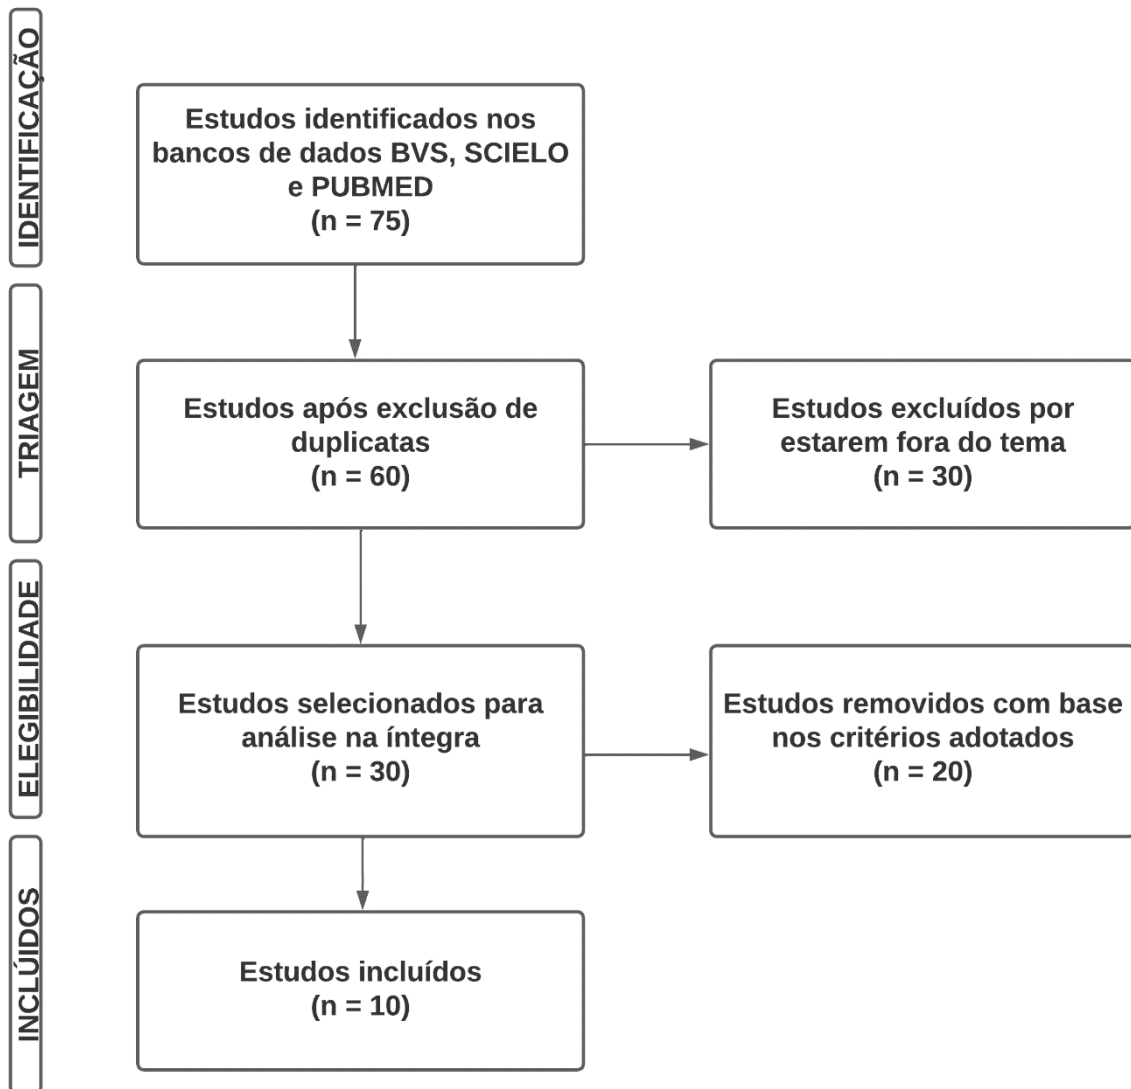 IDENTIFICAÇÃO
Estudos identificados nos
bancos de dados BVS, SCIELO
e PUBMED
(n = 75)
TRIAGEM
Estudos após exclusão de
duplicatas
(n = 60)
Estudos excluídos por
estarem fora do tema
(n = 30)
ELEGIBILIDADE
Estudos selecionados para
análise na íntegra
(n = 30)
Estudos removidos com base
nos critérios adotados
(n = 20)
INCLÚIDOS
Estudos incluídos
(n = 10)